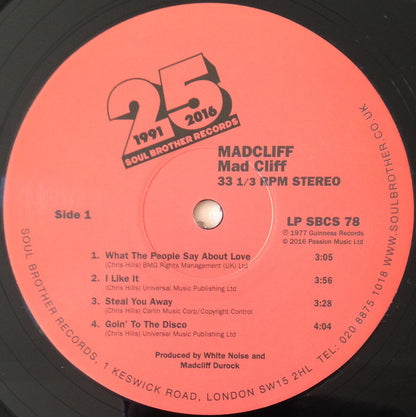 25
1991 2016
SOUL BROTHER RECORDS
MADCLIFF
Mad Cliff
33 1/3 RPM STEREO
Side 1
LP SBCS 78
℗ 1977 Guinness Records
© 2016 Passion Music Ltd
1. What The People Say About Love 3:05
(Chris Hills) BMG Rights Management (UK) Ltd
2. I Like It 3:56
(Chris Hills) Universal Music Publishing Ltd
3. Steal You Away 3:28
(Chris Hills) Carlin Music Corp/Copyright Control
4. Goin' To The Disco 4:04
(Chris Hills) Universal Music Publishing Ltd
Produced by White Noise and
Madcliff Durock
SOUL BROTHER RECORDS, 1 KESWICK ROAD, LONDON SW15 2HL TEL: 020 8875 1018 WWW.SOULBROTHER.CO.UK